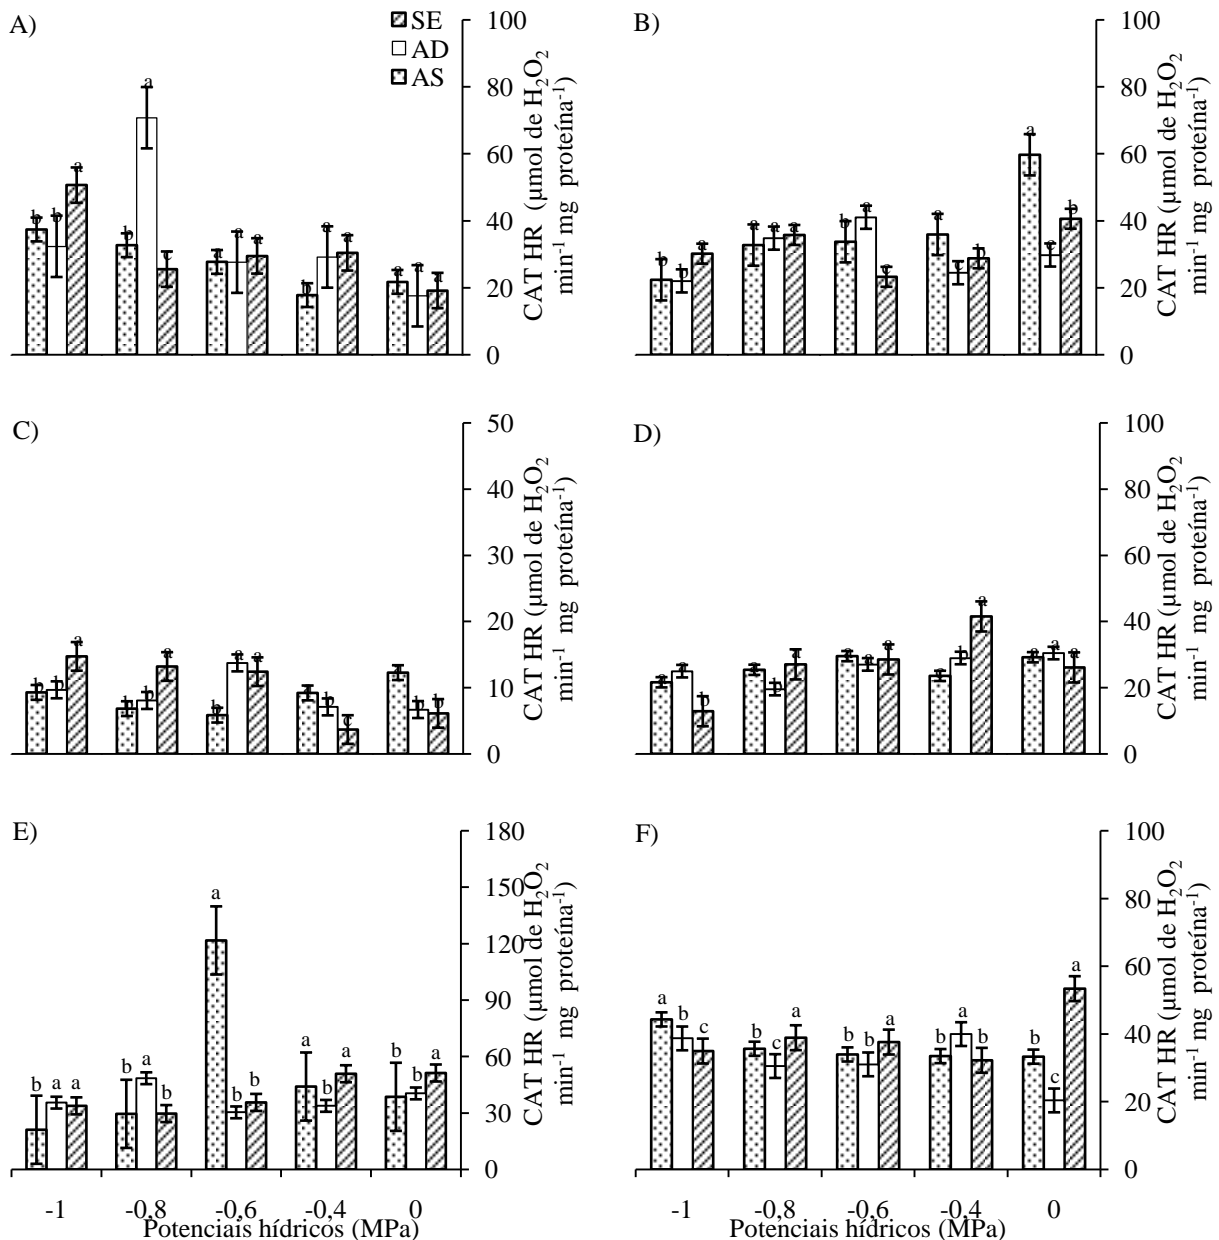 A)
SE
AD
AS
100
80
60
40
20
0
CAT HR (µmol de H₂O₂
min⁻¹ mg proteína⁻¹)
b b a
b a c
a a a
b a a
a a a
B)
100
80
60
40
20
0
CAT HR (µmol de H₂O₂
min⁻¹ mg proteína⁻¹)
b b a
a a a
b a c
a c b
a c b
C)
50
40
30
20
10
0
CAT HR (µmol de H₂O₂
min⁻¹ mg proteína⁻¹)
b b a
b b a
b a a
a b c
a b b
D)
100
80
60
40
20
0
CAT HR (µmol de H₂O₂
min⁻¹ mg proteína⁻¹)
a a b
a b a
a a a
b a
a a a
E)
180
150
120
90
60
30
0
CAT HR (µmol de H₂O₂
min⁻¹ mg proteína⁻¹)
b a a
b a b
a b b
a b a
b b a
-1 -0,8 -0,6 -0,4 0
Potenciais hídricos (MPa)
F)
100
80
60
40
20
0
CAT HR (µmol de H₂O₂
min⁻¹ mg proteína⁻¹)
a b c
b c a
b b a
b a b
b c a
-1 -0,8 -0,6 -0,4 0
Potenciais hídricos (MPa)